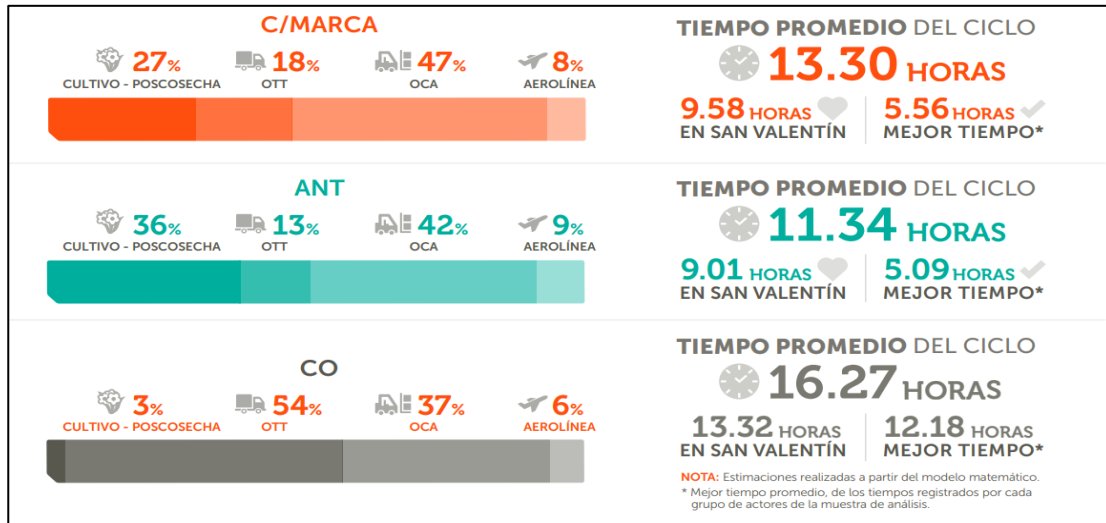 C/MARCA
27% 18% 47% 8%
CULTIVO - POSCOSECHA OTT OCA AEROLÍNEA
TIEMPO PROMEDIO DEL CICLO
13.30 HORAS
9.58 HORAS 5.56 HORAS
EN SAN VALENTÍN MEJOR TIEMPO*
ANT
36% 13% 42% 9%
CULTIVO - POSCOSECHA OTT OCA AEROLÍNEA
TIEMPO PROMEDIO DEL CICLO
11.34 HORAS
9.01 HORAS 5.09 HORAS
EN SAN VALENTÍN MEJOR TIEMPO*
CO
3% 54% 37% 6%
CULTIVO - POSCOSECHA OTT OCA AEROLÍNEA
TIEMPO PROMEDIO DEL CICLO
16.27 HORAS
13.32 HORAS 12.18 HORAS
EN SAN VALENTÍN MEJOR TIEMPO*
NOTA: Estimaciones realizadas a partir del modelo matemático.
* Mejor tiempo promedio, de los tiempos registrados por cada
grupo de actores de la muestra de análisis.